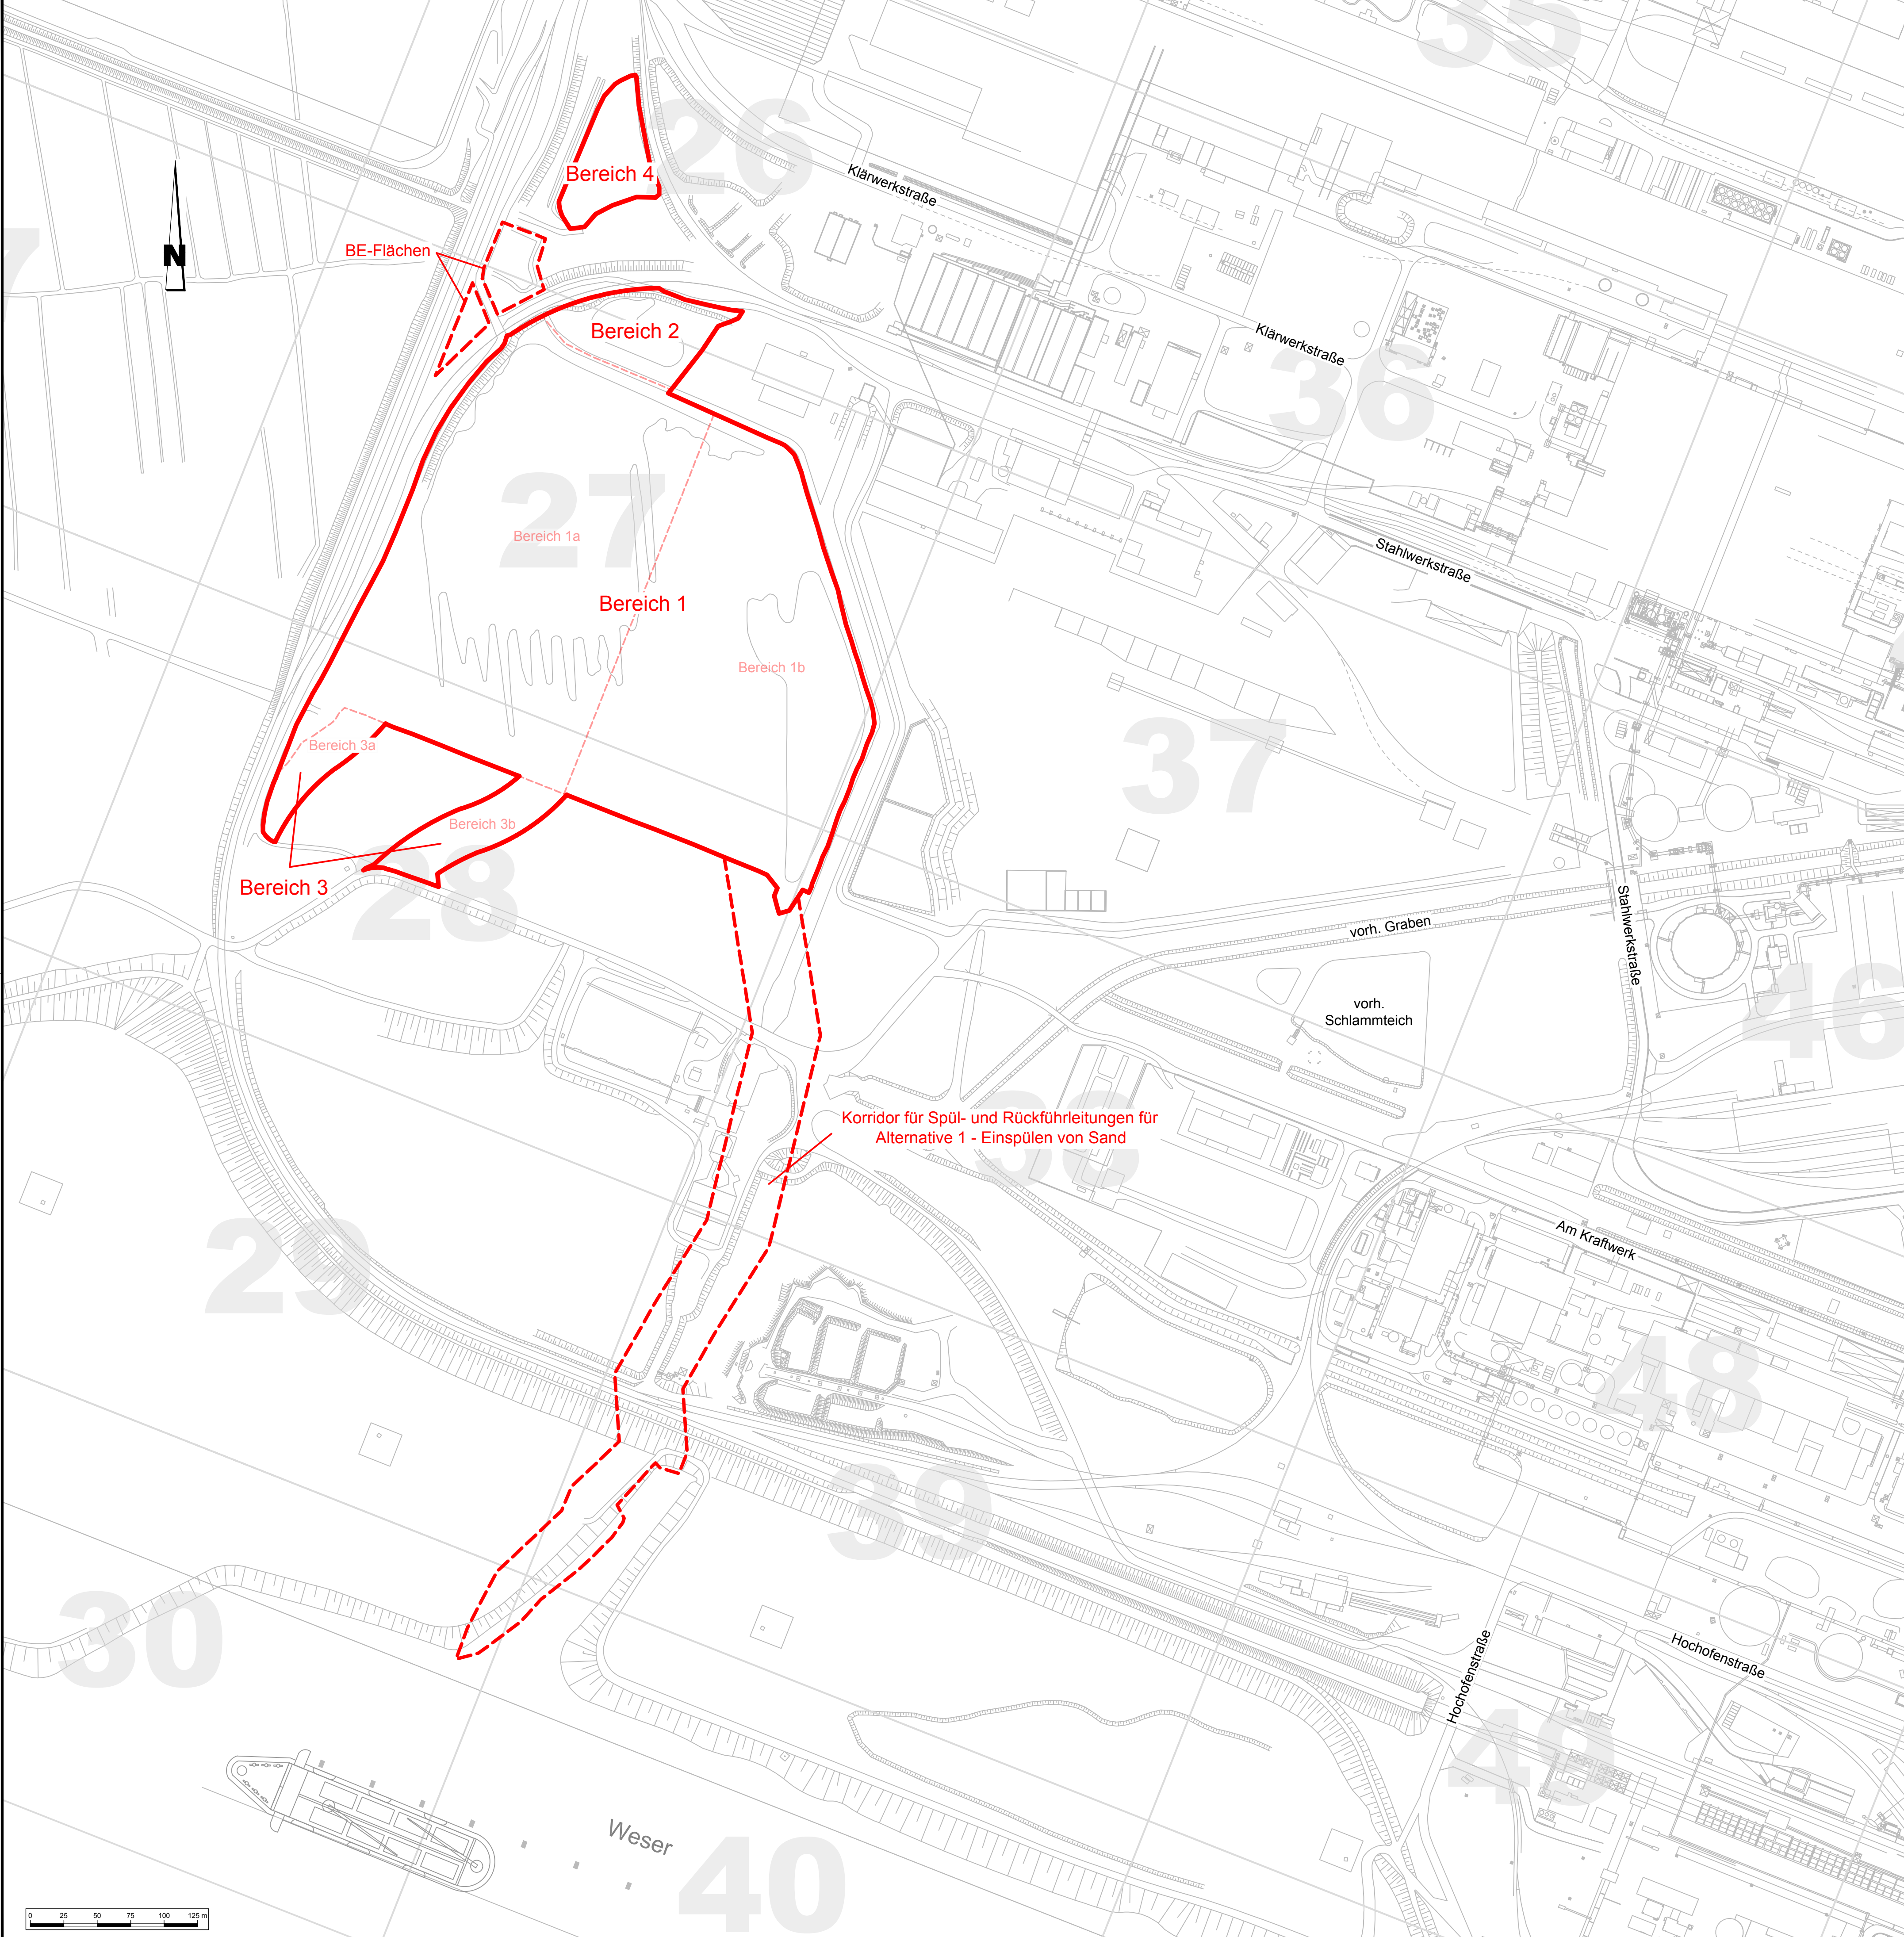 35
26
Bereich 4
Klärwerkstraße
7
N
BE-Flächen
Bereich 2
Klärwerkstraße
36
27
Bereich 1a
Stahlwerkstraße
Bereich 1
Bereich 1b
37
Bereich 3a
Bereich 3b
28
Bereich 3
Stahlwerkstraße
vorh. Graben
vorh.
Schlammteich
46
Korridor für Spül- und Rückführleitungen für
Alternative 1 - Einspülen von Sand
38
29
Am Kraftwerk
48
39
30
Hochofenstraße
Hochofenstraße
49
Weser
40
0 25 50 75 100 125 m